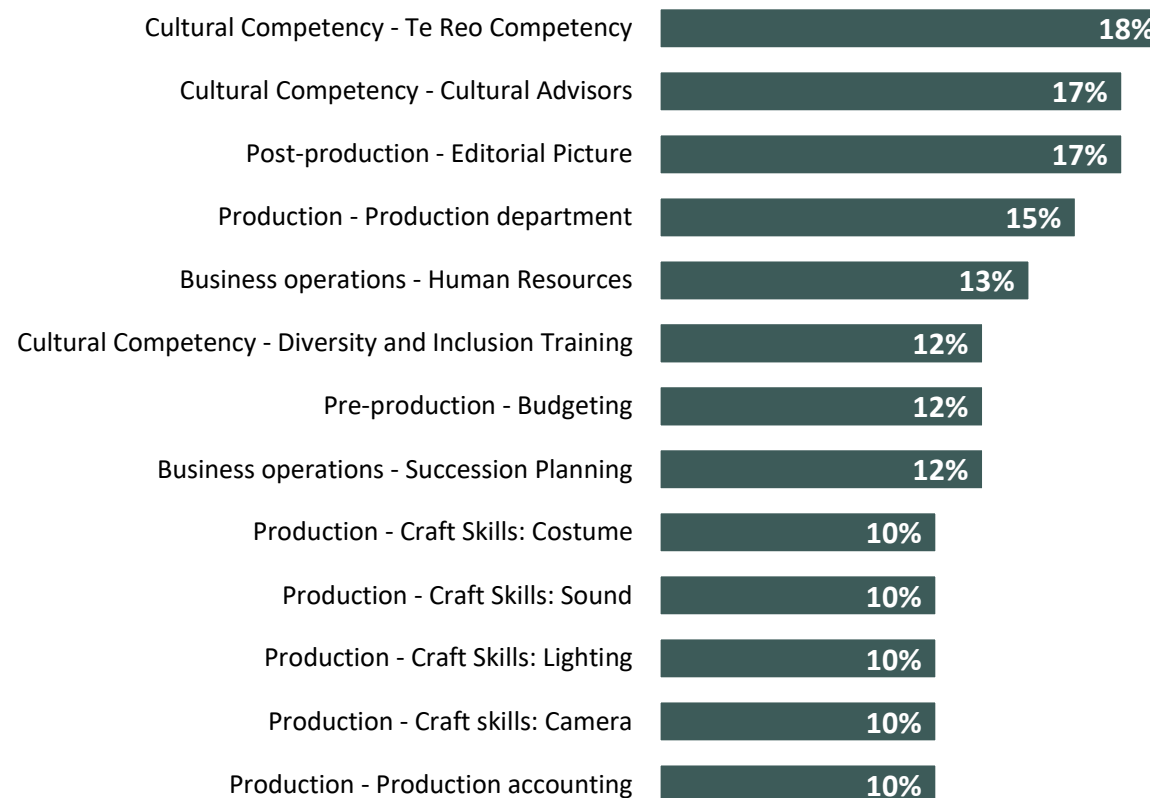 Cultural Competency - Te Reo Competency 18%
Cultural Competency - Cultural Advisors 17%
Post-production - Editorial Picture 17%
Production - Production department 15%
Business operations - Human Resources 13%
Cultural Competency - Diversity and Inclusion Training 12%
Pre-production - Budgeting 12%
Business operations - Succession Planning 12%
Production - Craft Skills: Costume 10%
Production - Craft Skills: Sound 10%
Production - Craft Skills: Lighting 10%
Production - Craft skills: Camera 10%
Production - Production accounting 10%